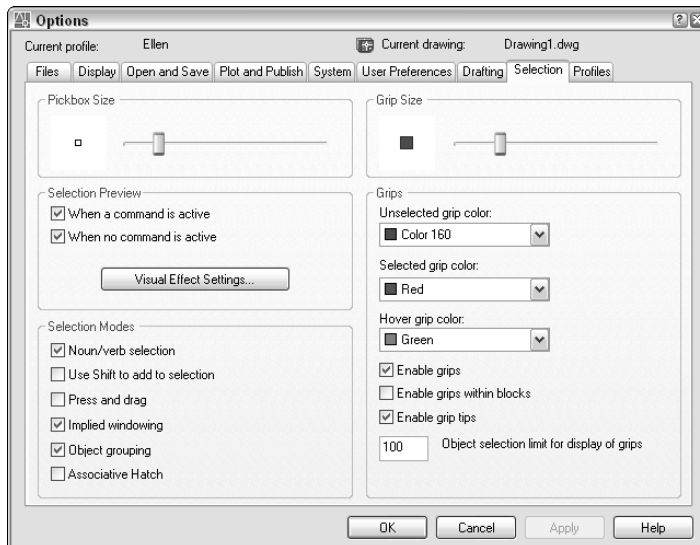 Options
Current profile: Ellen Current drawing: Drawing1.dwg
Files Display Open and Save Plot and Publish System User Preferences Drafting Selection Profiles
Pickbox Size
Grip Size
Selection Preview
When a command is active
When no command is active
Visual Effect Settings...
Selection Modes
Noun/verb selection
Use Shift to add to selection
Press and drag
Implied windowing
Object grouping
Associative Hatch
Grips
Unselected grip color:
Color 160
Selected grip color:
Red
Hover grip color:
Green
Enable grips
Enable grips within blocks
Enable grip tips
100 Object selection limit for display of grips
OK Cancel Apply Help